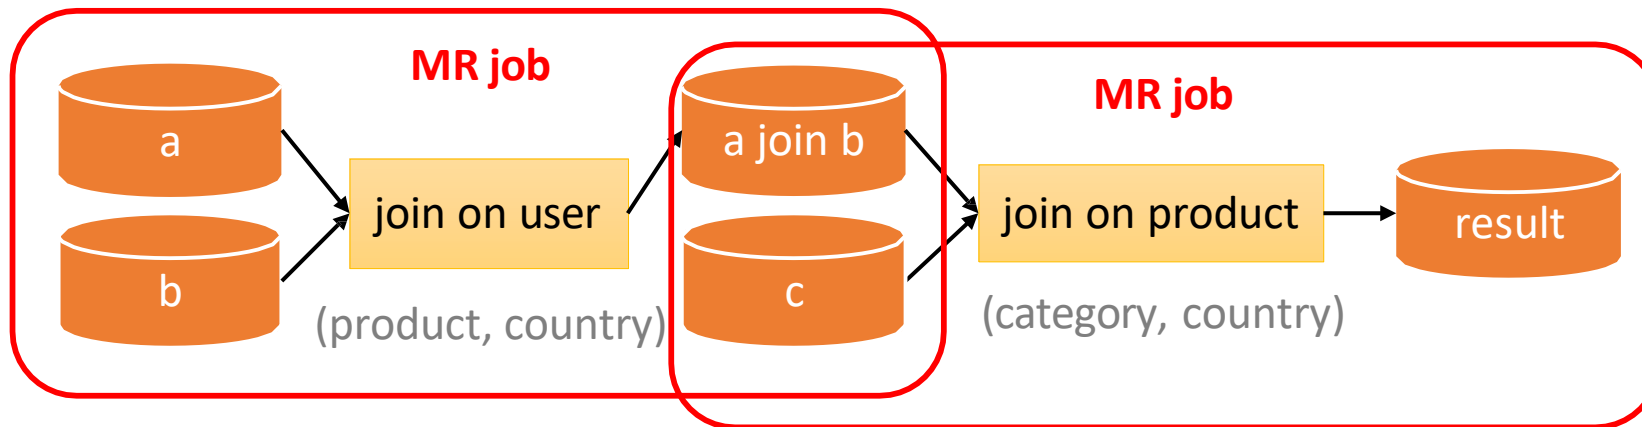 MR job
a
b
join on user
(product, country)
a join b
c
MR job
join on product
(category, country)
result